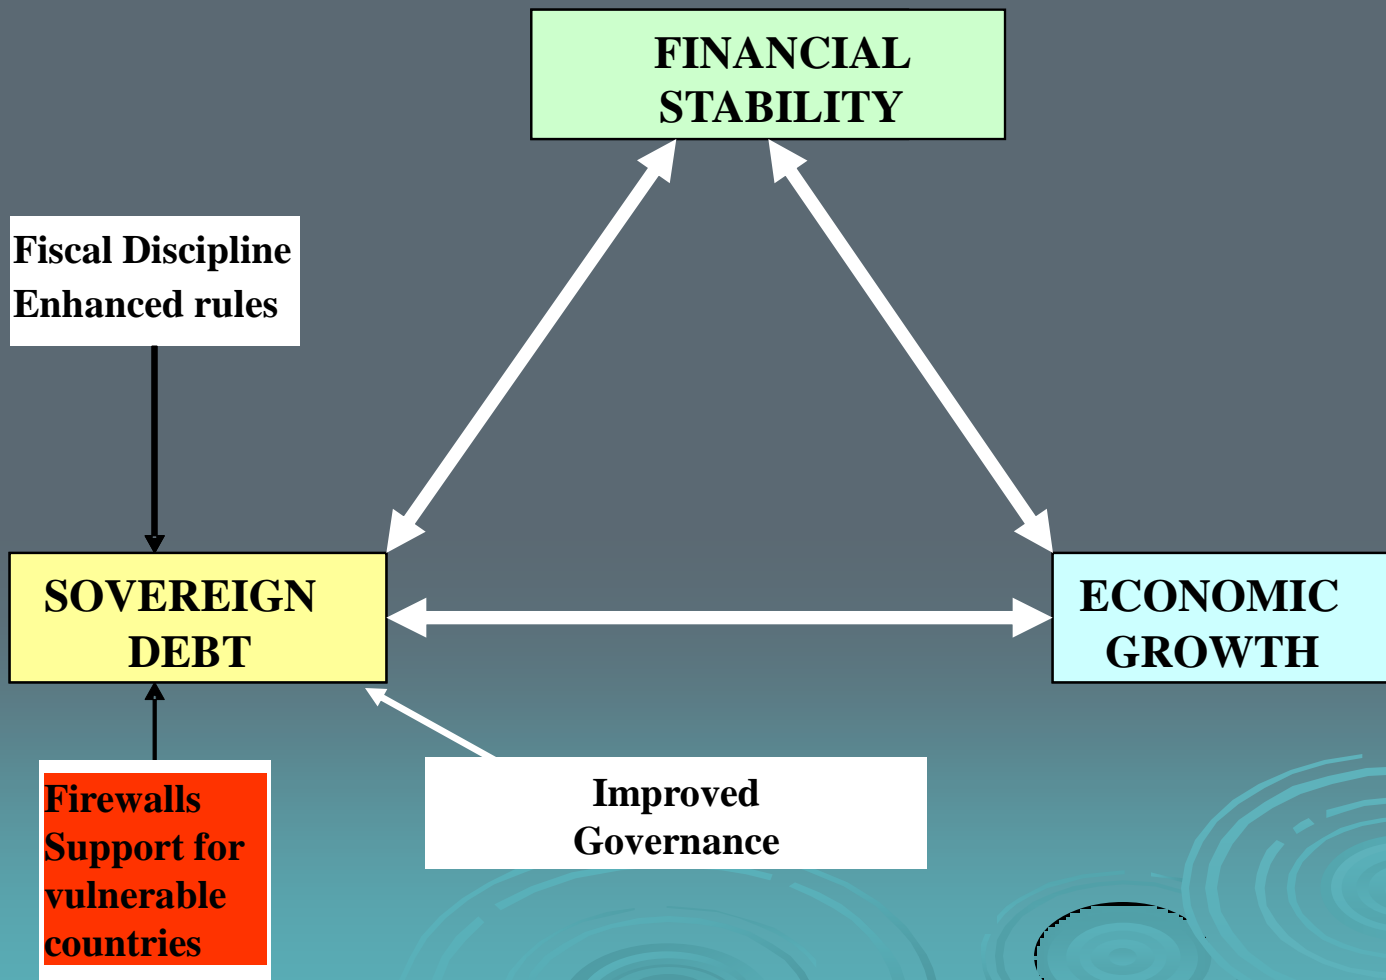 FINANCIAL
STABILITY
Fiscal Discipline
Enhanced rules
SOVEREIGN
DEBT
ECONOMIC
GROWTH
Firewalls
Support for
vulnerable
countries
Improved
Governance